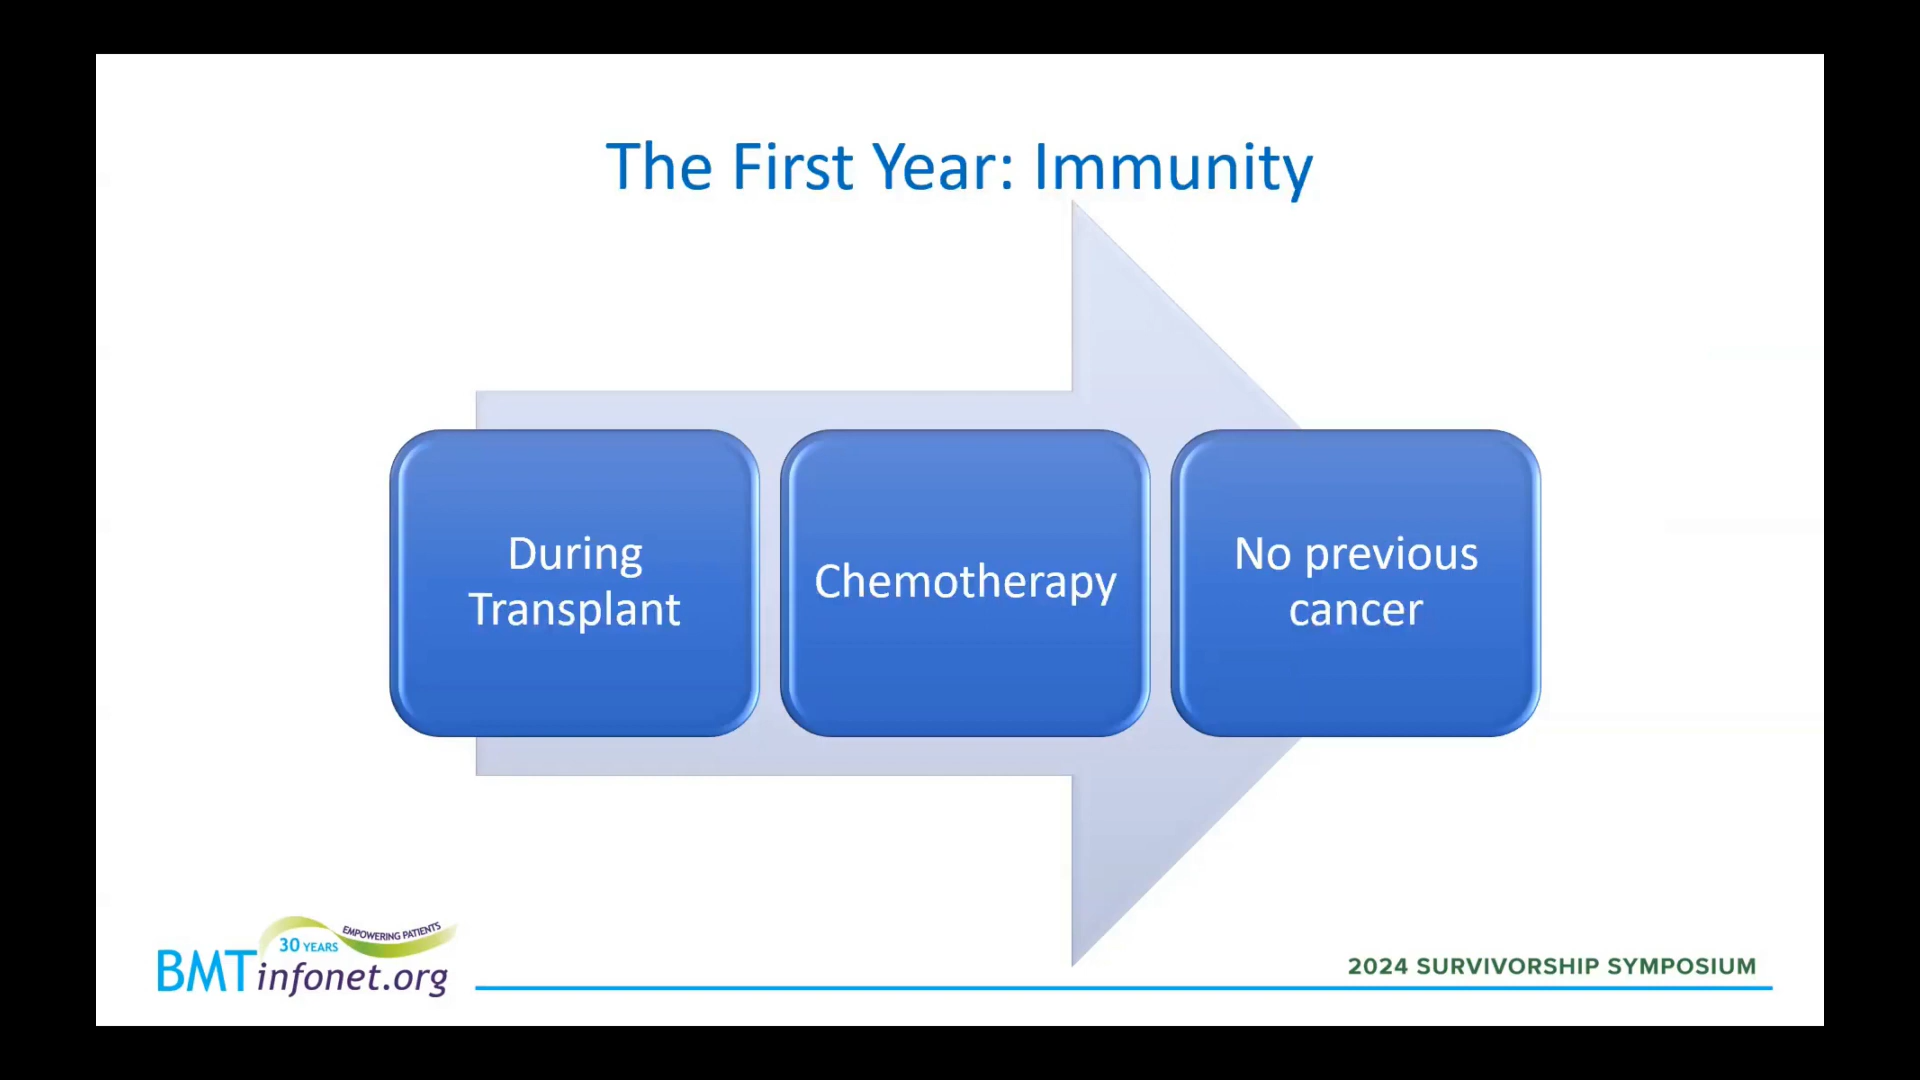 The First Year: Immunity
During
Transplant
Chemotherapy
No previous
cancer
30 YEARS
EMPOWERING PATIENTS
BMTinfonet.org
2024 SURVIVORSHIP SYMPOSIUM